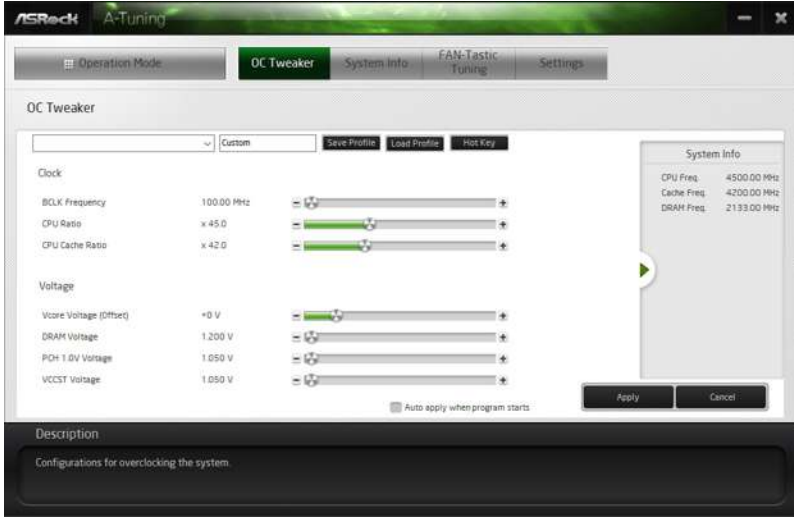 ASRock A-Tuning
Operation Mode OC Tweaker System Info FAN-Tastic Tuning Settings
OC Tweaker
Custom Save Profile Load Profile Hot Key
Clock
BCLK Frequency 100.00 MHz
CPU Ratio x 45.0
CPU Cache Ratio x 42.0
Voltage
Vcore Voltage (Offset) +0 V
DRAM Voltage 1.200 V
PCH 1.0V Voltage 1.050 V
VCCST Voltage 1.050 V
Auto apply when program starts
System Info
CPU Freq. 4500.00 MHz
Cache Freq. 4200.00 MHz
DRAM Freq. 2133.00 MHz
Apply Cancel
Description
Configurations for overclocking the system.